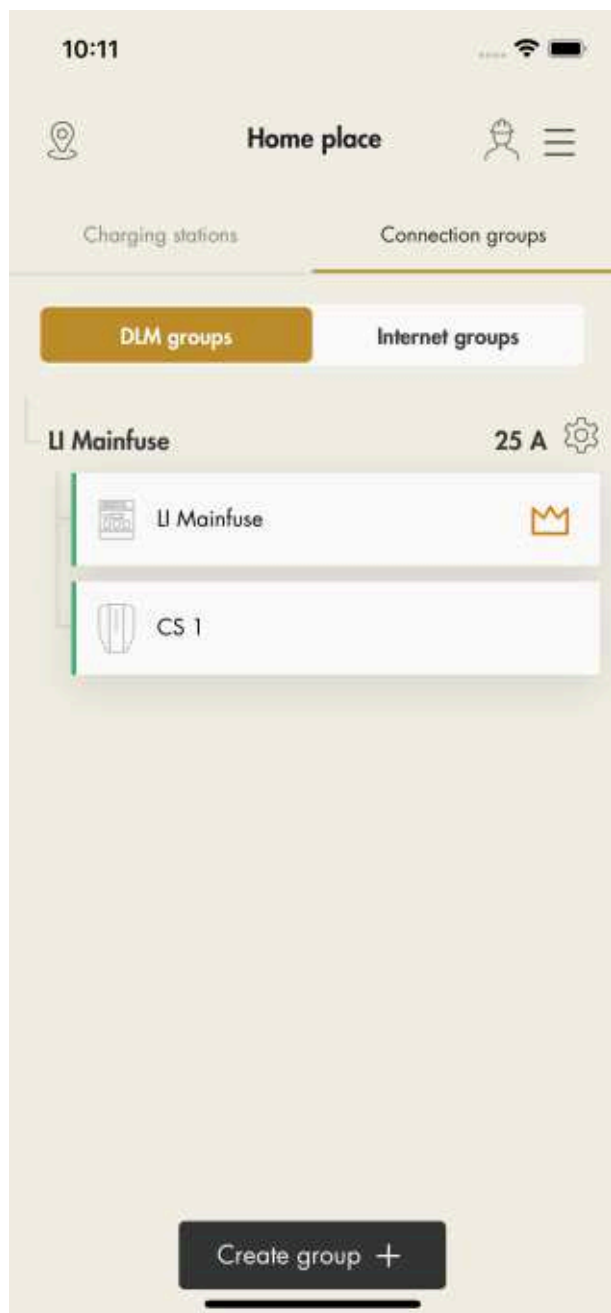 10:11
Home place
Charging stations Connection groups
DLM groups Internet groups
LI Mainfuse 25 A
LI Mainfuse
CS 1
Create group +